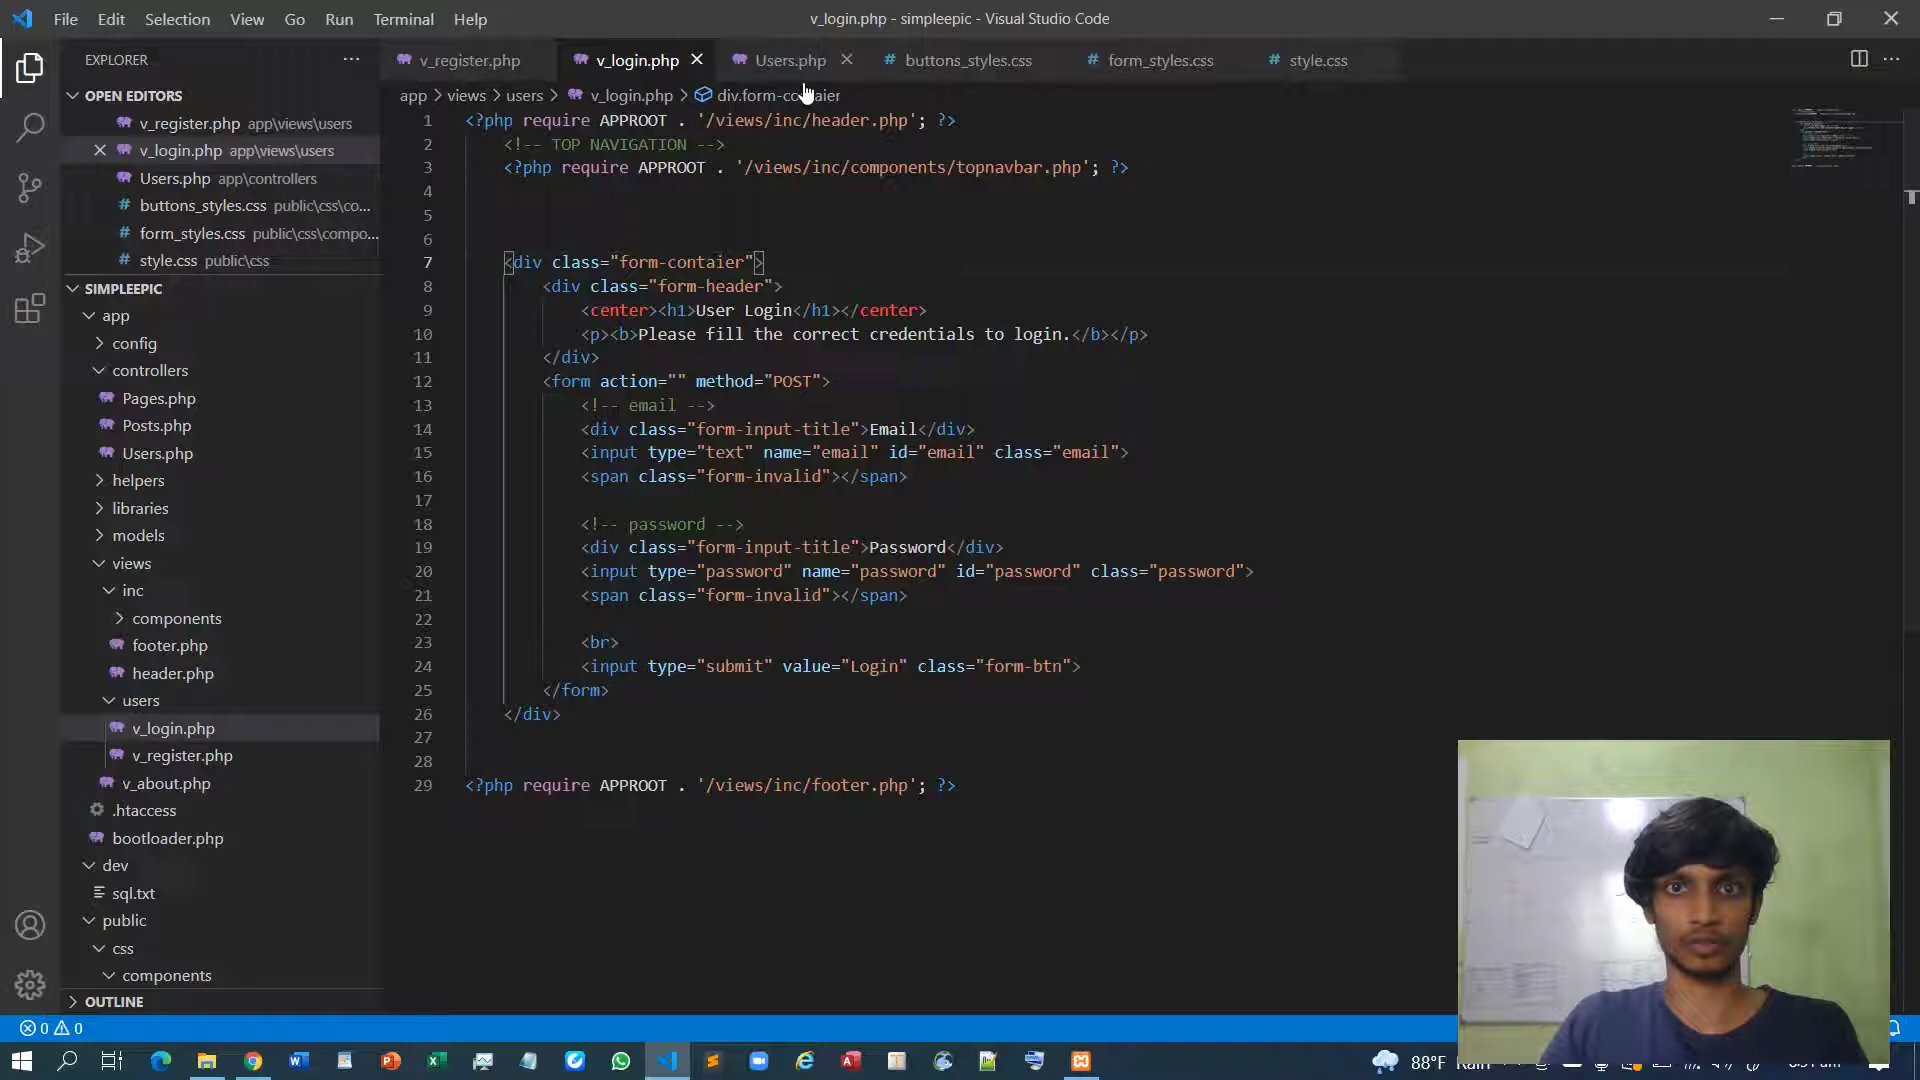 File Edit Selection View Go Run Terminal Help
v_login.php - simpleepic - Visual Studio Code
EXPLORER
OPEN EDITORS
v_register.php app\views\users
v_login.php app\views\users
Users.php app\controllers
buttons_styles.css public\css\co...
form_styles.css public\css\compo...
style.css public\css
SIMPLEEPIC
app
config
controllers
Pages.php
Posts.php
Users.php
helpers
libraries
models
views
inc
components
footer.php
header.php
users
v_login.php
v_register.php
v_about.php
.htaccess
bootloader.php
dev
sql.txt
public
css
components
OUTLINE
v_register.php v_login.php Users.php buttons_styles.css form_styles.css style.css
app > views > users > v_login.php > div.form-contaier
1 <?php require APPROOT . '/views/inc/header.php'; ?>
2 <!-- TOP NAVIGATION -->
3 <?php require APPROOT . '/views/inc/components/topnavbar.php'; ?>
4
5
6
7 <div class="form-contaier">
8 <div class="form-header">
9 <center><h1>User Login</h1></center>
10 <p><b>Please fill the correct credentials to login.</b></p>
11 </div>
12 <form action="" method="POST">
13 <!-- email -->
14 <div class="form-input-title">Email</div>
15 <input type="text" name="email" id="email" class="email">
16 <span class="form-invalid"></span>
17
18 <!-- password -->
19 <div class="form-input-title">Password</div>
20 <input type="password" name="password" id="password" class="password">
21 <span class="form-invalid"></span>
22
23 <br>
24 <input type="submit" value="Login" class="form-btn">
25 </form>
26 </div>
27
28
29 <?php require APPROOT . '/views/inc/footer.php'; ?>
0 0
88°F Rain